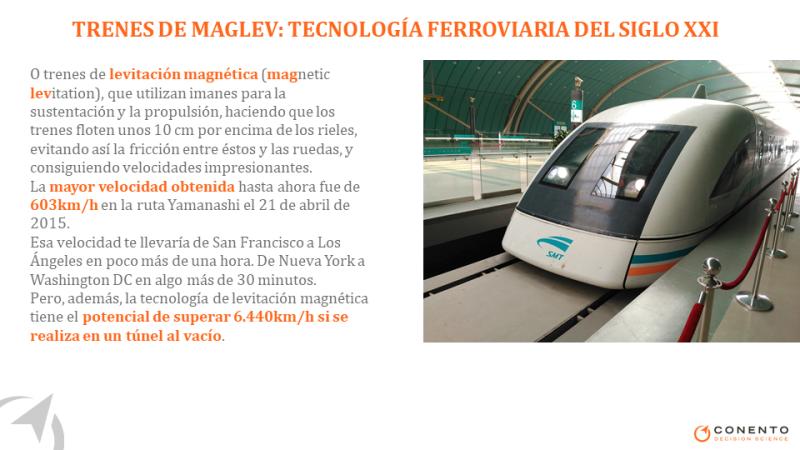 TRENES DE MAGLEV: TECNOLOGÍA FERROVIARIA DEL SIGLO XXI
O trenes de levitación magnética (magnetic
levitation), que utilizan imanes para la
sustentación y la propulsión, haciendo que los
trenes floten unos 10 cm por encima de los rieles,
evitando así la fricción entre éstos y las ruedas, y
consiguiendo velocidades impresionantes.
La mayor velocidad obtenida hasta ahora fue de
603km/h en la ruta Yamanashi el 21 de abril de
2015.
Esa velocidad te llevaría de San Francisco a Los
Ángeles en poco más de una hora. De Nueva York a
Washington DC en algo más de 30 minutos.
Pero, además, la tecnología de levitación magnética
tiene el potencial de superar 6.440km/h si se
realiza en un túnel al vacío.
6
SMT
CONENTO
DECISION SCIENCE